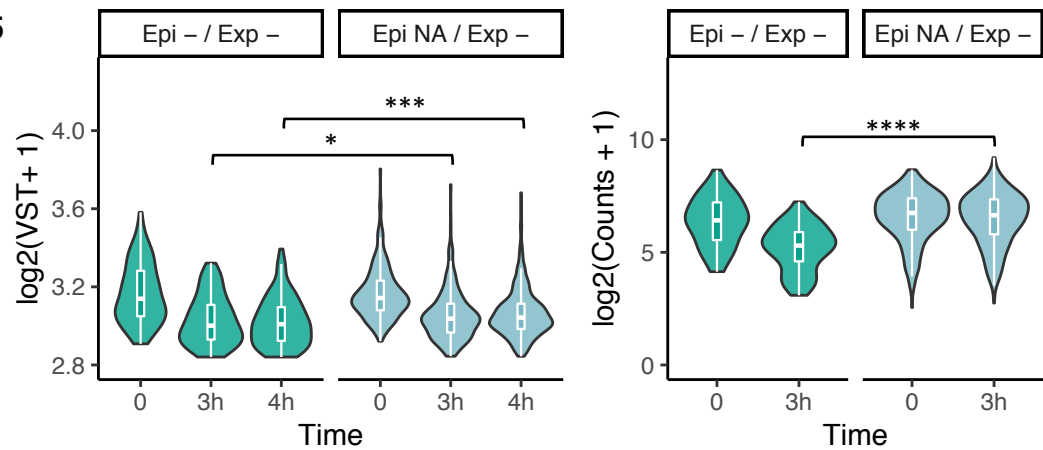 5
Epi – / Exp –
Epi NA / Exp –
log2(VST+ 1)
4.0
3.6
3.2
2.8
***
*
0
3h
4h
0
3h
4h
Time
Epi – / Exp –
Epi NA / Exp –
log2(Counts + 1)
10
5
0
****
0
3h
0
3h
Time